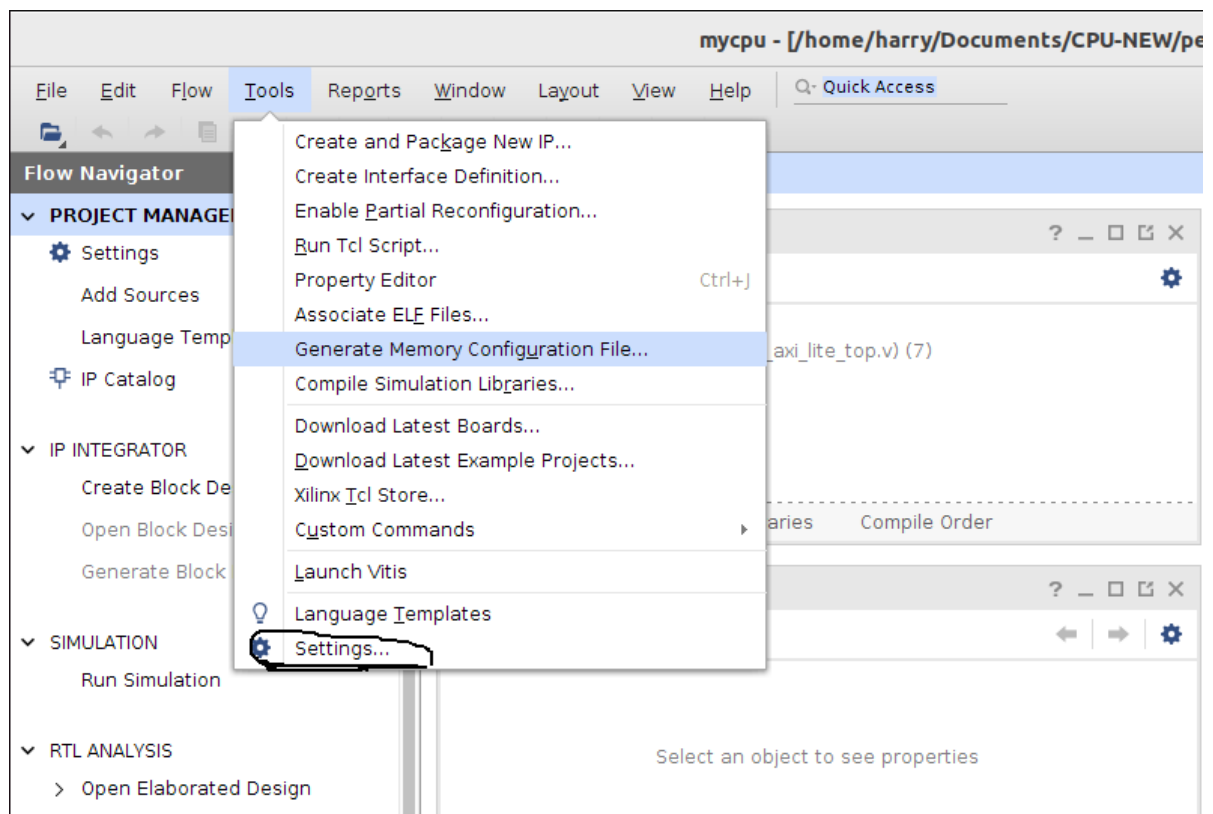 mycpu - [/home/harry/Documents/CPU-NEW/pe
File Edit Flow Tools Reports Window Layout View Help Quick Access
Flow Navigator
PROJECT MANAGE
Settings
Add Sources
Language Temp
IP Catalog
IP INTEGRATOR
Create Block De
Open Block Desi
Generate Block
SIMULATION
Run Simulation
RTL ANALYSIS
Open Elaborated Design
Create and Package New IP...
Create Interface Definition...
Enable Partial Reconfiguration...
Run Tcl Script...
Property Editor Ctrl+J
Associate ELF Files...
Generate Memory Configuration File...
Compile Simulation Libraries...
Download Latest Boards...
Download Latest Example Projects...
Xilinx Tcl Store...
Custom Commands
Launch Vitis
Language Templates
Settings...
? _
_axi_lite_top.v) (7)
aries Compile Order
? _
Select an object to see properties